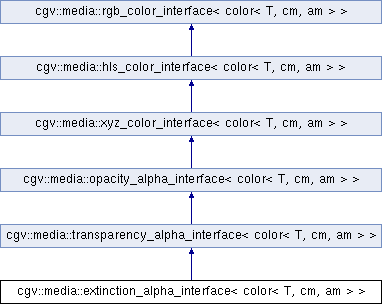 cgv::media::rgb_color_interface< color< T, cm, am > >
cgv::media::hls_color_interface< color< T, cm, am > >
cgv::media::xyz_color_interface< color< T, cm, am > >
cgv::media::opacity_alpha_interface< color< T, cm, am > >
cgv::media::transparency_alpha_interface< color< T, cm, am > >
cgv::media::extinction_alpha_interface< color< T, cm, am > >